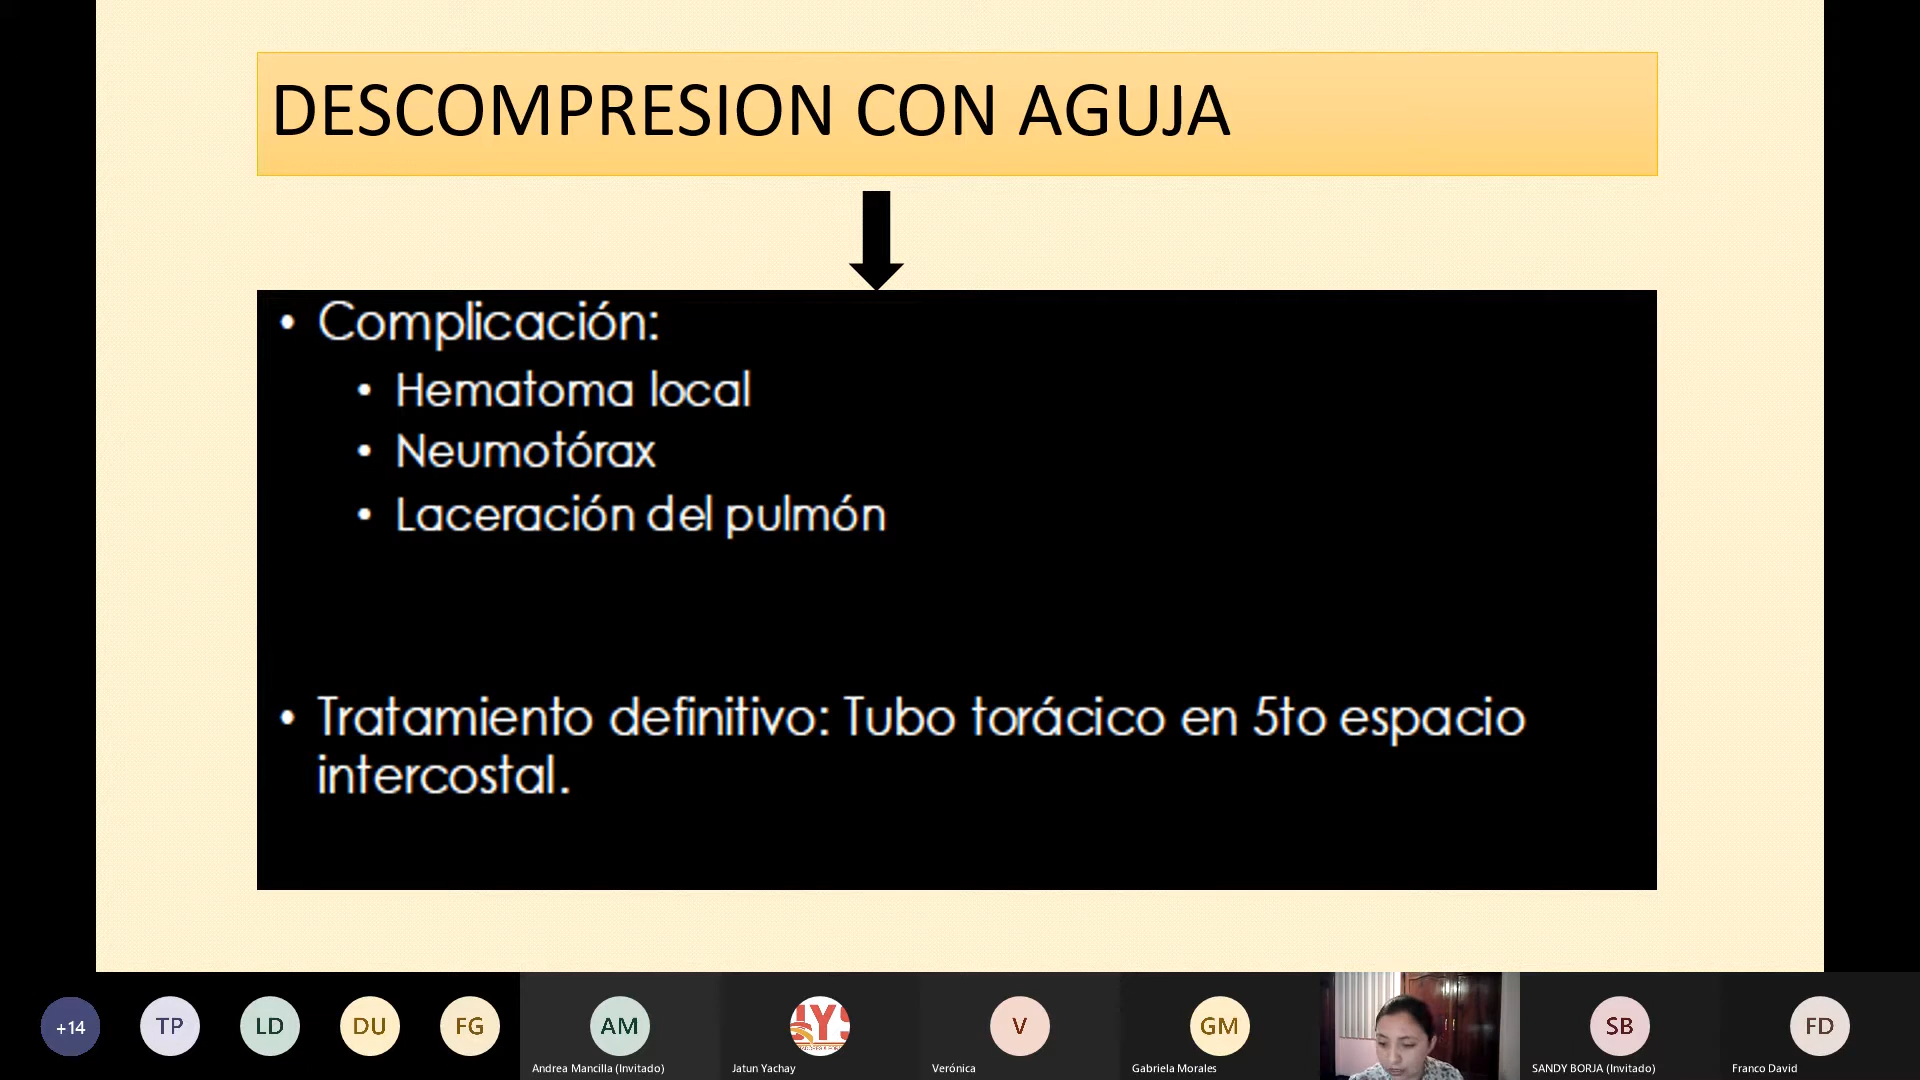 DESCOMPRESION CON AGUJA
• Complicación:
• Hematoma local
• Neumotórax
• Laceración del pulmón
• Tratamiento definitivo: Tubo torácico en 5to espacio
intercostal.
+14
TP
LD
DU
FG
AM
V
GM
SB
FD
Andrea Mancilla (Invitado)
Jatun Yachay
Verónica
Gabriela Morales
SANDY BORJA (Invitado)
Franco David